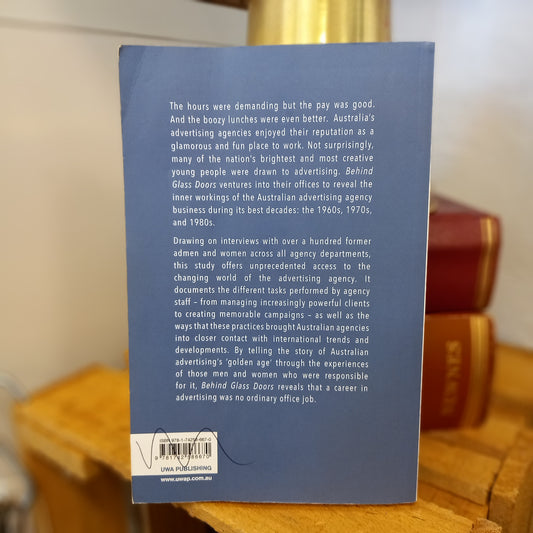 The hours were demanding but the pay was good.
And the boozy lunches were even better. Australia's
advertising agencies enjoyed their reputation as a
glamorous and fun place to work. Not surprisingly,
many of the nation's brightest and most creative
young people were drawn to advertising. Behind
Glass Doors ventures into their offices to reveal the
inner workings of the Australian advertising agency
business during its best decades: the 1960s, 1970s,
and 1980s.
Drawing on interviews with over a hundred former
admen and women across all agency departments,
this study offers unprecedented access to the
changing world of the advertising agency. It
documents the different tasks performed by agency
staff – from managing increasingly powerful clients
to creating memorable campaigns – as well as the
ways that these practices brought Australian agencies
into closer contact with international trends and
developments. By telling the story of Australian
advertising's 'golden age' through the experiences
of those men and women who were responsible
for it, Behind Glass Doors reveals that a career in
advertising was no ordinary office job.
ISBN 978-1-74258-667-0
9 781742 586670
UWA PUBLISHING
www.uwap.com.au